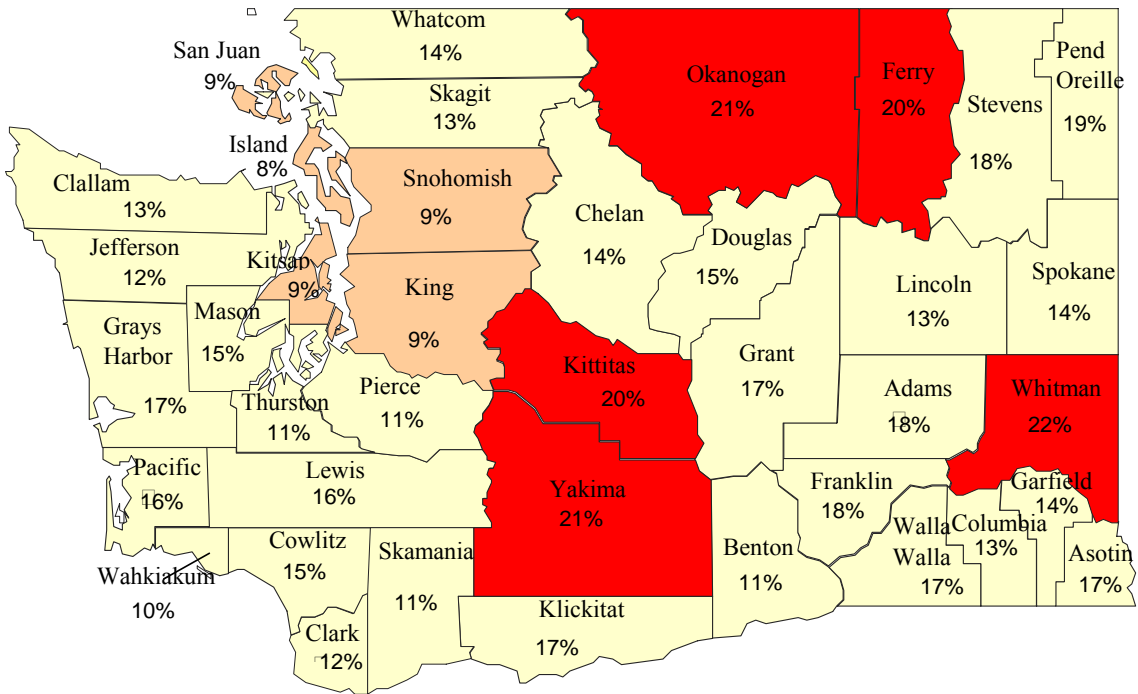 Whatcom
14%
San Juan
9%
Skagit
13%
Island
8%
Okanogan
21%
Ferry
20%
Stevens
18%
Pend
Oreille
19%
Clallam
13%
Snohomish
9%
Chelan
14%
Douglas
15%
Jefferson
12%
Kitsap
9%
King
9%
Lincoln
13%
Spokane
14%
Grays
Harbor
17%
Mason
15%
Kittitas
20%
Grant
17%
Adams
18%
Whitman
22%
Thurston
11%
Pierce
11%
Pacific
16%
Lewis
16%
Yakima
21%
Franklin
18%
Garfield
14%
Walla
Walla
17%
Columbia
13%
Asotin
17%
Wahkiakum
10%
Cowlitz
15%
Skamania
11%
Benton
11%
Clark
12%
Klickitat
17%